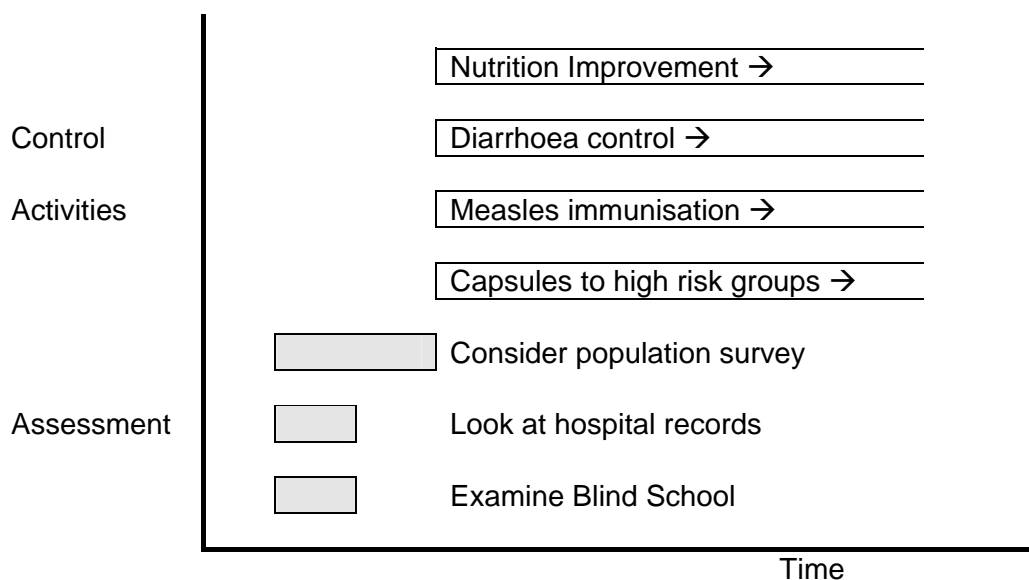 Nutrition Improvement →
Control Diarrhoea control →
Activities Measles immunisation →
Capsules to high risk groups →
Consider population survey
Assessment Look at hospital records
Examine Blind School
Time